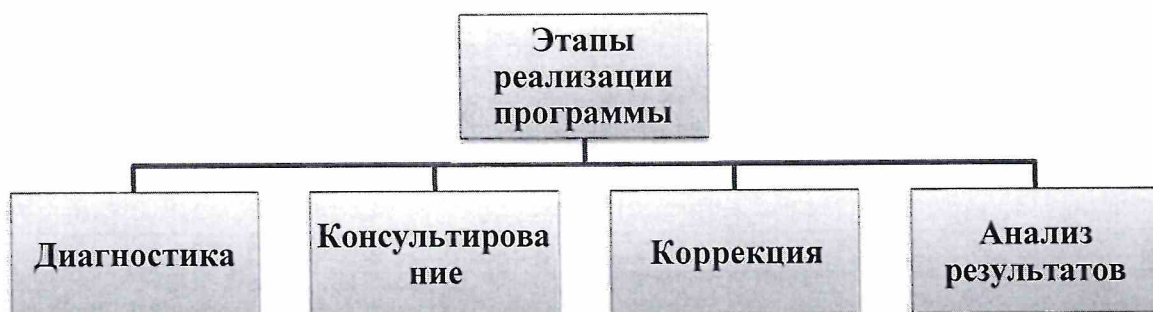 Этапы
реализации
программы
Диагностика
Консультирова
ние
Коррекция
Анализ
результатов